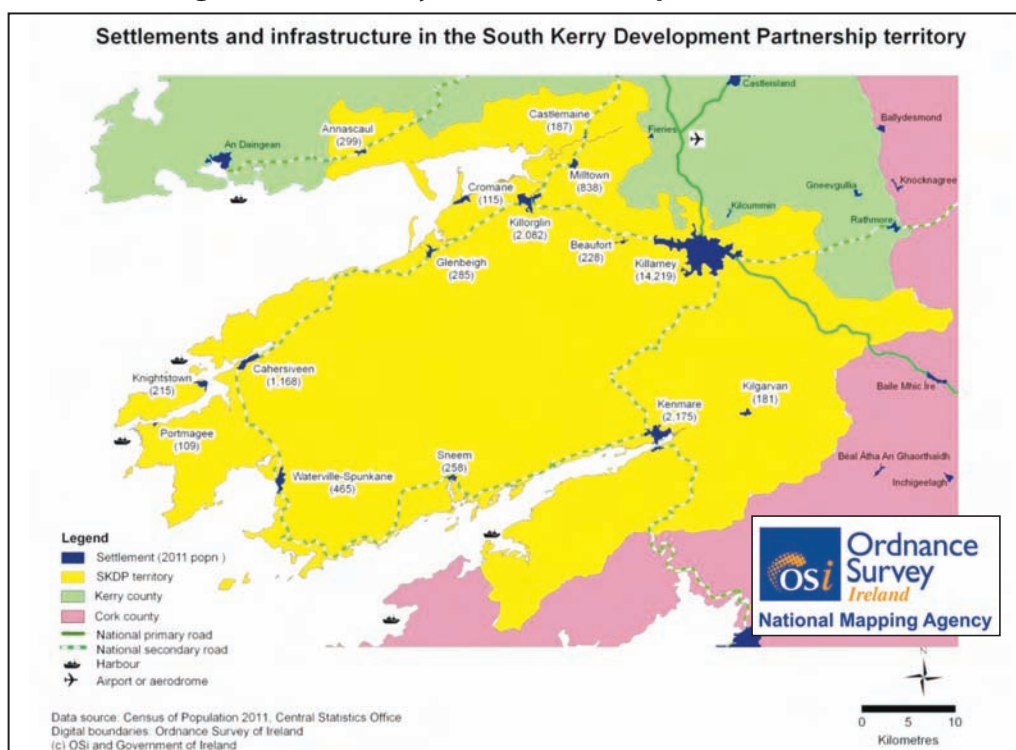 Settlements and infrastructure in the South Kerry Development Partnership territory
Castleisland
Ballydesmond
Castlemaine
(187)
Fieries
Annascaul
(299)
An Daingean
Milltown
(838)
Knocknagree
Gneevgullia
Cromane
(115)
Kilcummin
Rathmore
Killorglin
(2,082)
Beaufort
(228)
Killarney
(14,219)
Glenbeigh
(285)
Cahersiveen
(1,168)
Knightstown
(215)
Baile Mhic Íre
Kilgarvan
(181)
Kenmare
(2,175)
Portmagee
(109)
Sneem
(258)
Béal Átha An Ghaorthaidh
Inchigeelagh
Waterville-Spunkane
(465)
Legend
Settlement (2011 popn )
SKDP territory
Kerry county
Cork county
National primary road
National secondary road
Harbour
Airport or aerodrome
osi
Ordnance
Survey
Ireland
National Mapping Agency
N
0 5 10
Kilometres
Data source: Census of Population 2011, Central Statistics Office
Digital boundaries: Ordnance Survey of Ireland
(c) OSi and Government of Ireland